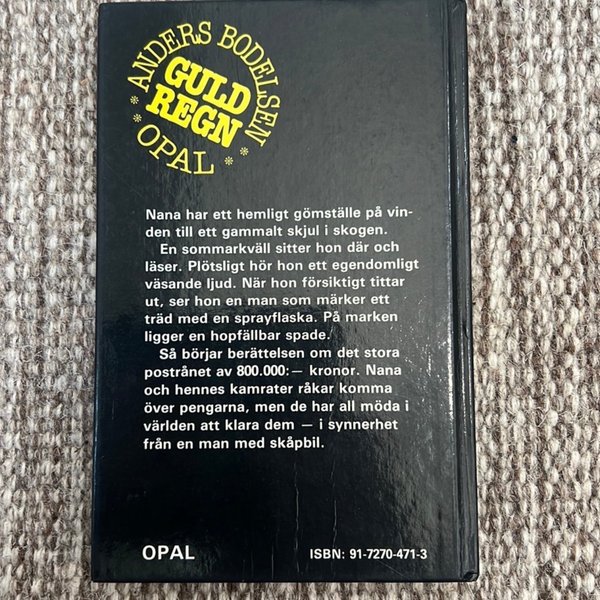 ANDERS BODELSEN
GULD
REGN
* OPAL * *
Nana har ett hemligt gömställe på vin-
den till ett gammalt skjul i skogen.
En sommarkväll sitter hon där och
läser. Plötsligt hör hon ett egendomligt
väsande ljud. När hon försiktigt tittar
ut, ser hon en man som märker ett
träd med en sprayflaska. På marken
ligger en hopfällbar spade.
Så börjar berättelsen om det stora
postrånet av 800.000:— kronor. Nana
och hennes kamrater råkar komma
över pengarna, men de har all möda i
världen att klara dem — i synnerhet
från en man med skåpbil.
OPAL
ISBN: 91-7270-471-3